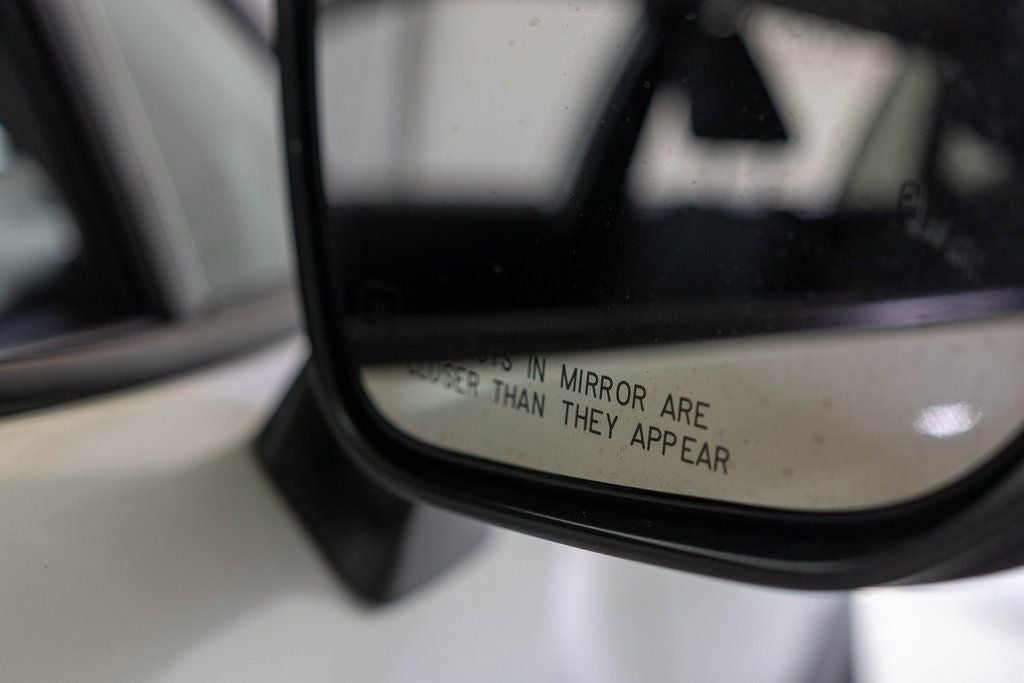 IN MIRROR ARE
CLOSER THAN THEY APPEAR